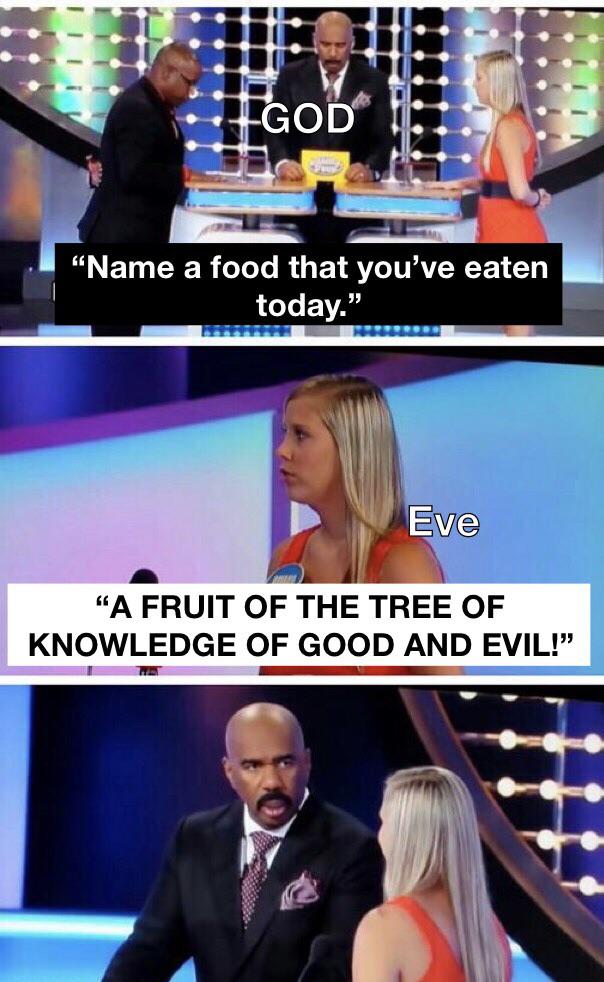 GOD
“Name a food that you’ve eaten
today.”
Eve
“A FRUIT OF THE TREE OF
KNOWLEDGE OF GOOD AND EVIL!”